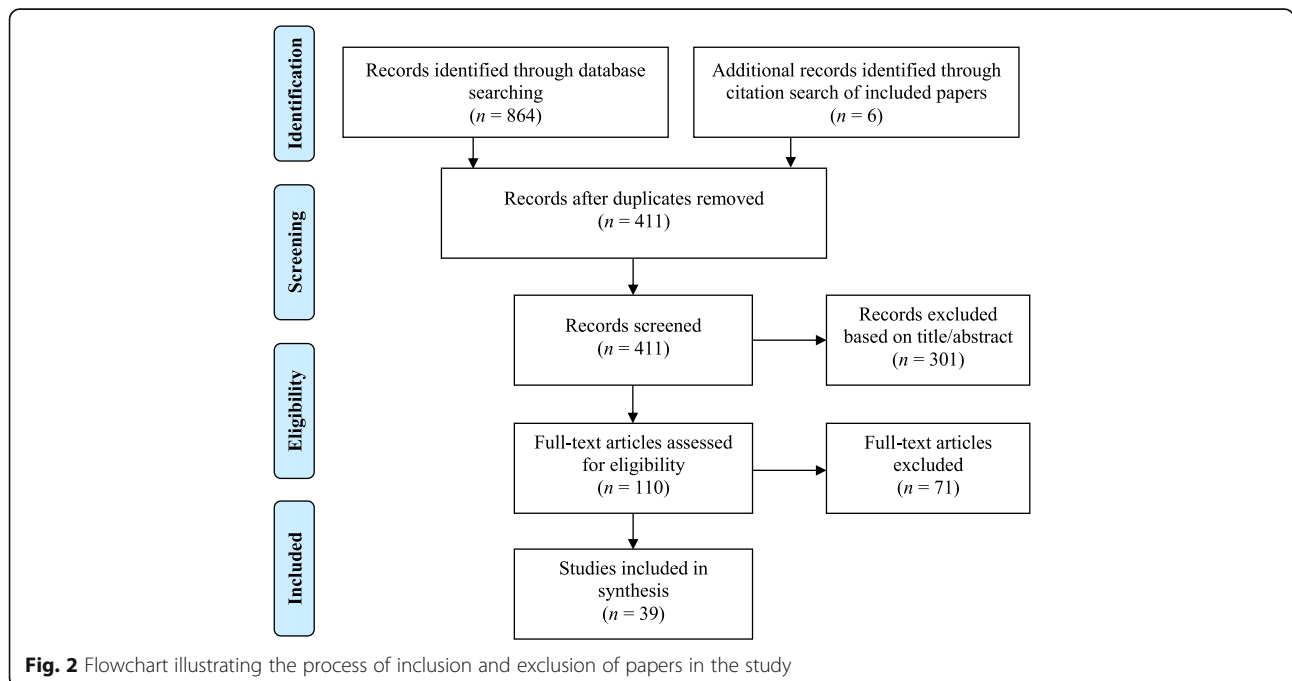 Identification
Records identified through database
searching
(n = 864)
Additional records identified through
citation search of included papers
(n = 6)
Screening
Records after duplicates removed
(n = 411)
Records screened
(n = 411)
Records excluded
based on title/abstract
(n = 301)
Eligibility
Full-text articles assessed
for eligibility
(n = 110)
Full-text articles
excluded
(n = 71)
Included
Studies included in
synthesis
(n = 39)
Fig. 2 Flowchart illustrating the process of inclusion and exclusion of papers in the study